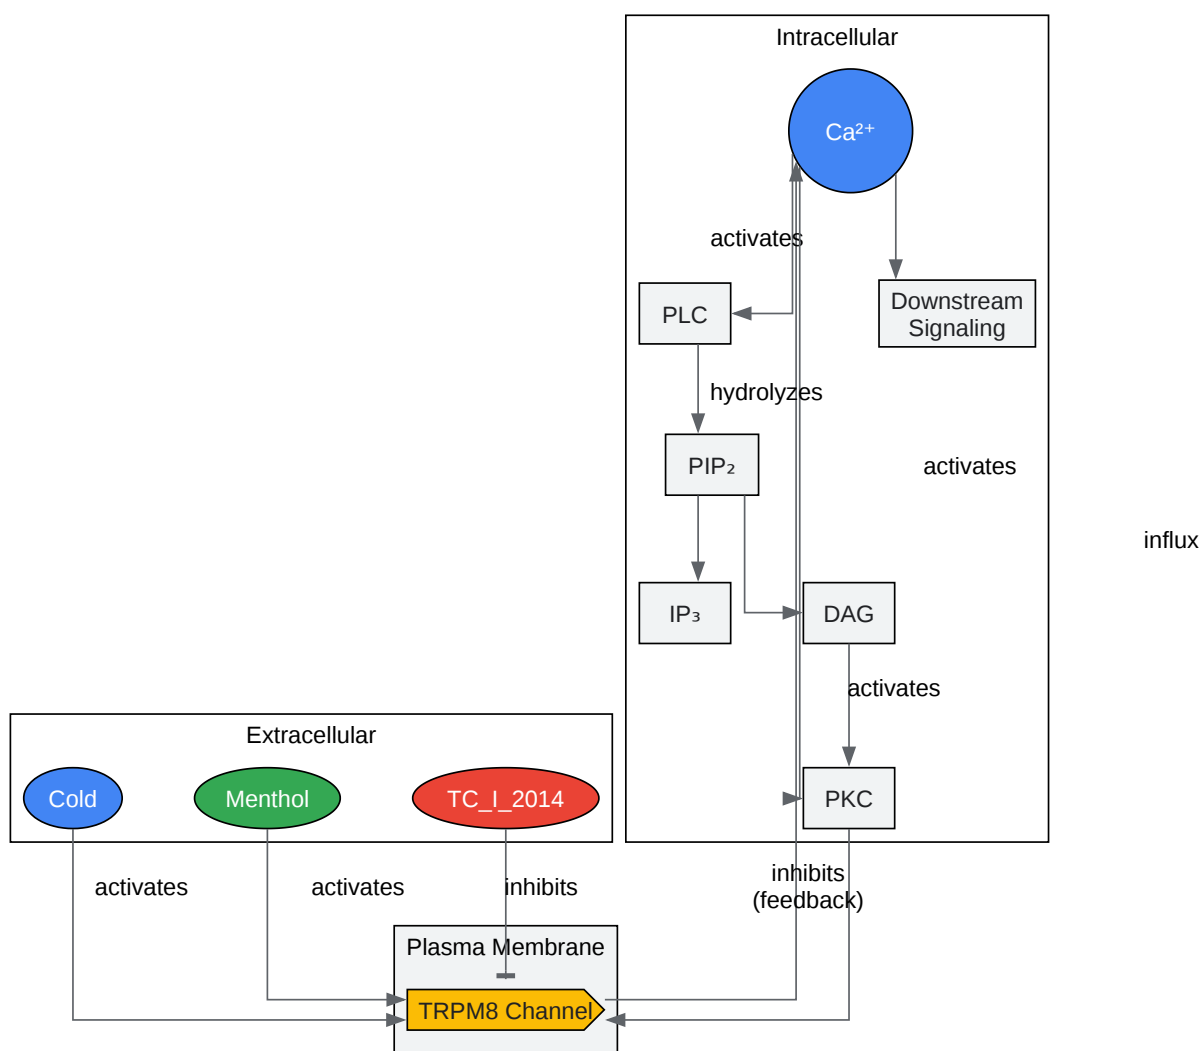 Intracellular
Ca²⁺
activates
PLC
Downstream
Signaling
hydrolyzes
PIP₂
activates
influx
IP₃
DAG
activates
Extracellular
Cold
Menthol
TC_I_2014
PKC
activates
activates
inhibits
inhibits
(feedback)
Plasma Membrane
TRPM8 Channel